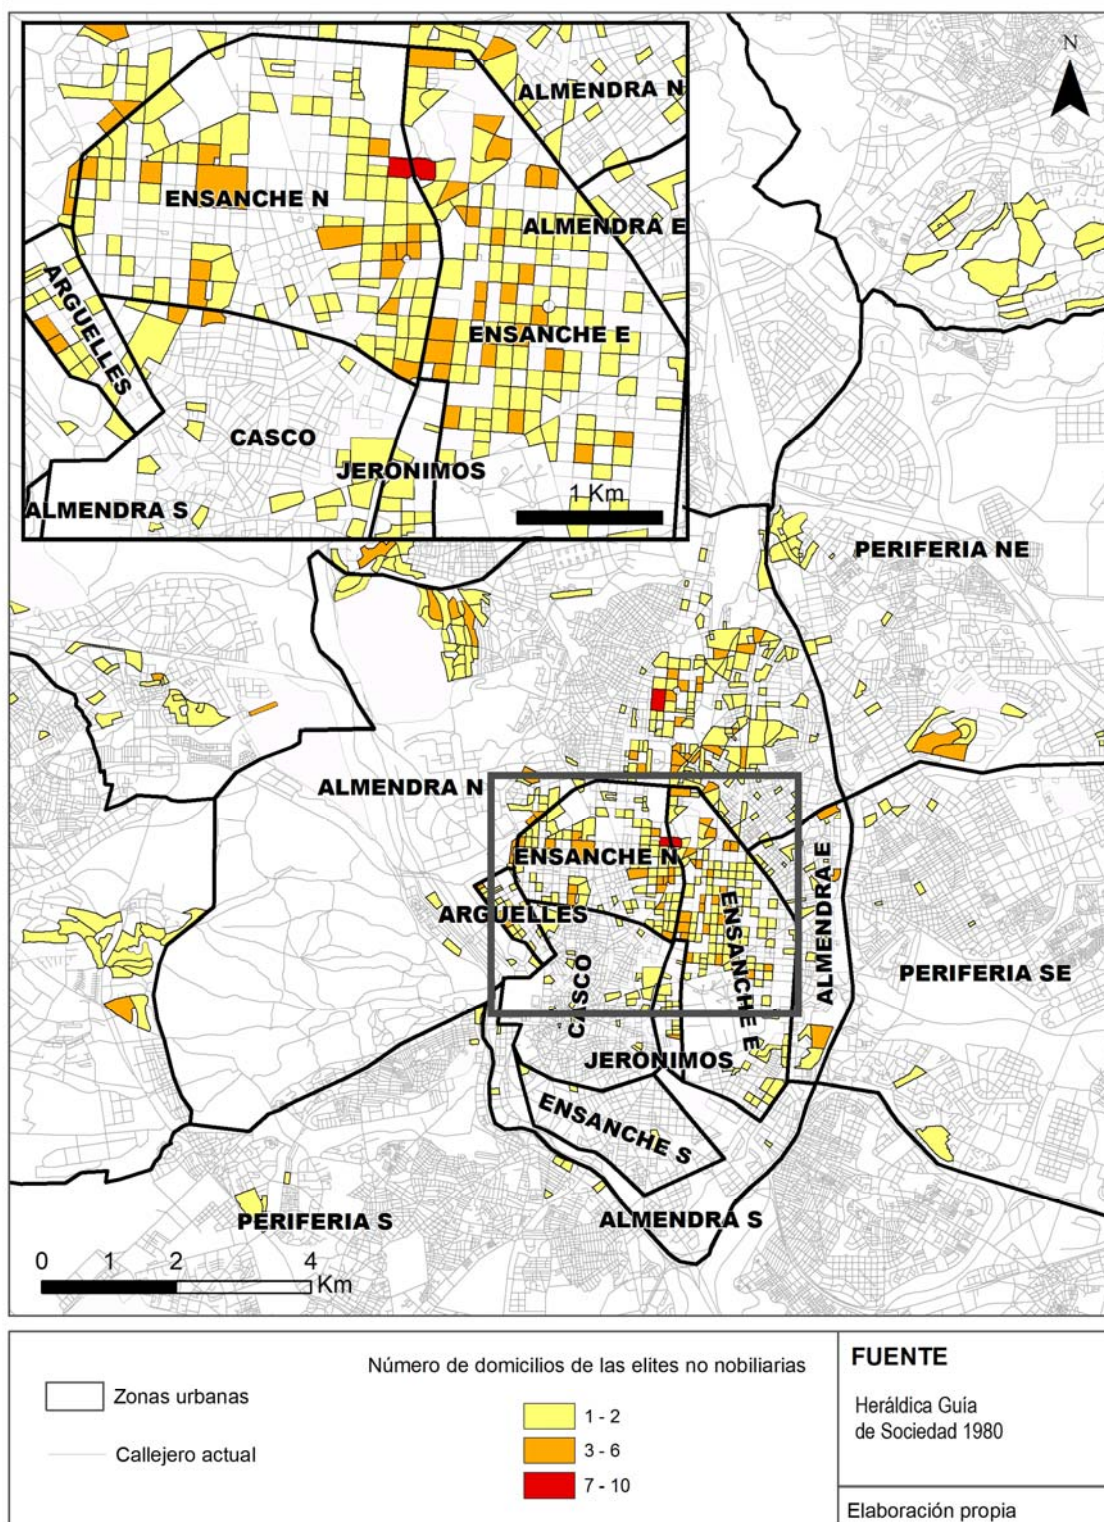 N
ALMENDRA N
ENSANCHE N
ALMENDRA E
ARGUELLES
ENSANCHE E
CASCO
JERONIMOS
ALMENDRA S
1 Km
PERIFERIA NE
ALMENDRA N
ENSANCHE N
ARGUELLES
ENSANCHE E
ALMENDRA E
CASCO
PERIFERIA SE
JERONIMOS
ENSANCHE S
PERIFERIA S
ALMENDRA S
0 1 2 4
Km
Zonas urbanas
Callejero actual
Número de domicilios de las elites no nobiliarias
1 - 2
3 - 6
7 - 10
FUENTE
Heráldica Guía
de Sociedad 1980
Elaboración propia